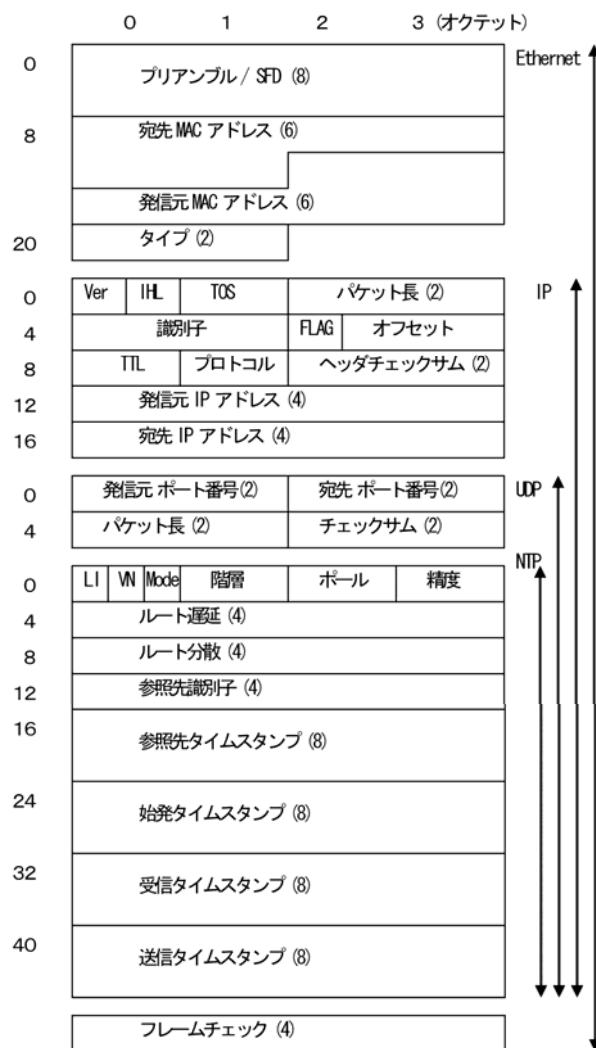 0 1 2 3 (オクテット)
0 プリアンブル / SFD (8) Ethernet
8 宛先 MAC アドレス (6)
発信元 MAC アドレス (6)
20 タイプ (2)
0 Ver IHL TOS パケット長 (2) IP
4 識別子 FLAG オフセット
8 TTL プロトコル ヘッダチェックサム (2)
12 発信元 IP アドレス (4)
16 宛先 IP アドレス (4)
0 発信元 ポート番号(2) 宛先 ポート番号(2) UDP
4 パケット長 (2) チェックサム (2)
NTP
0 LI VN Mode 階層 ポール 精度
4 ルート遅延 (4)
8 ルート分散 (4)
12 参照先識別子 (4)
16 参照先タイムスタンプ (8)
24 始発タイムスタンプ (8)
32 受信タイムスタンプ (8)
40 送信タイムスタンプ (8)
フレームチェック (4)